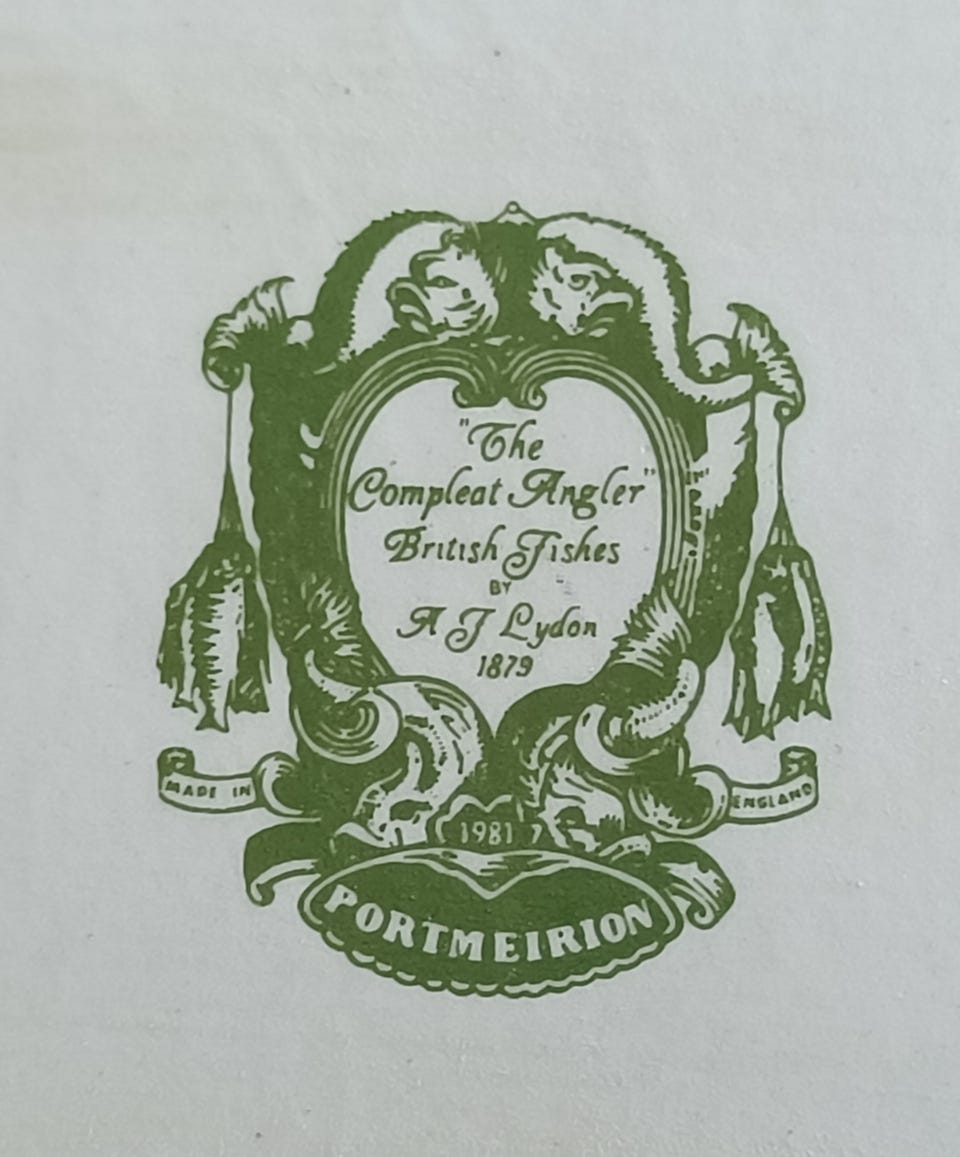 "The
Compleat Angler"
British Fishes
BY
A J Lydon
1879
MADE IN
ENGLAND
1981
PORTMEIRION